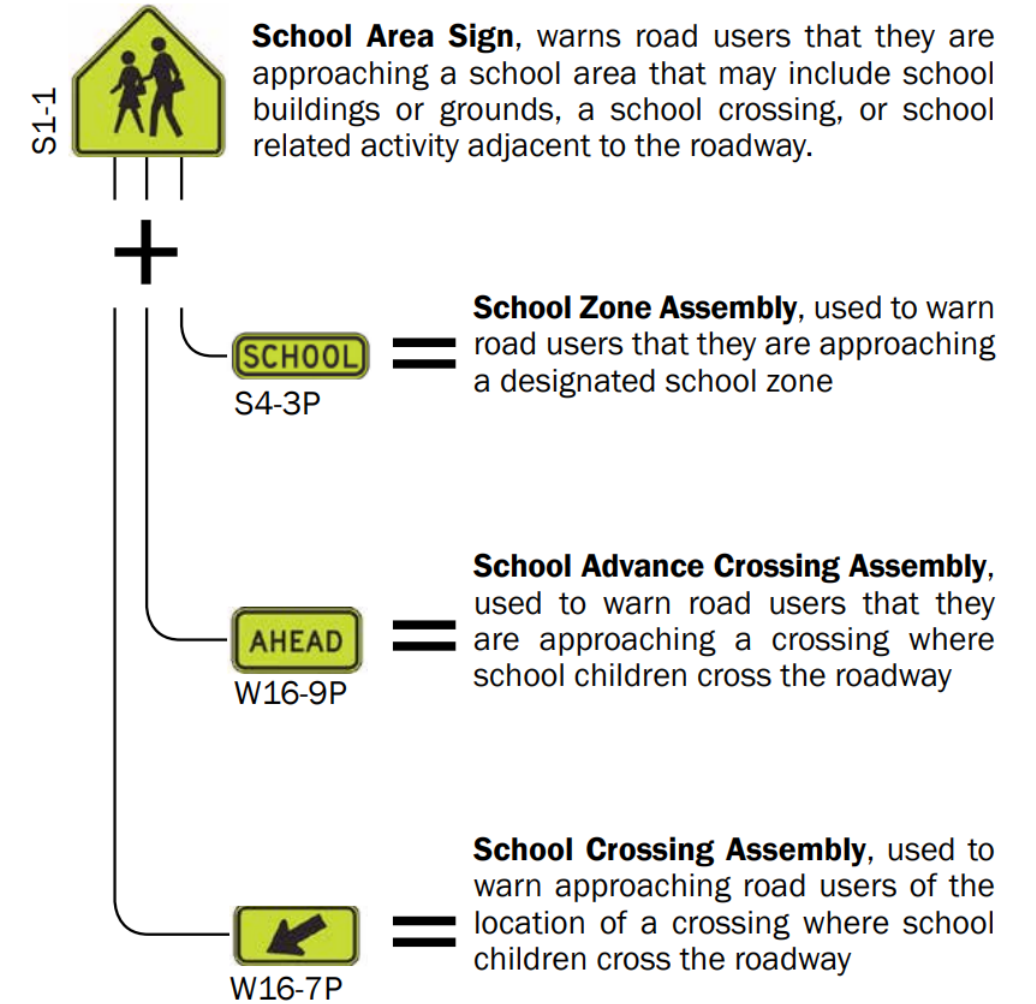 S1-1
School Area Sign, warns road users that they are
approaching a school area that may include school
buildings or grounds, a school crossing, or school
related activity adjacent to the roadway.
School Zone Assembly, used to warn
road users that they are approaching
a designated school zone
SCHOOL
S4-3P
School Advance Crossing Assembly,
used to warn road users that they
are approaching a crossing where
school children cross the roadway
AHEAD
W16-9P
School Crossing Assembly, used to
warn approaching road users of the
location of a crossing where school
children cross the roadway
W16-7P